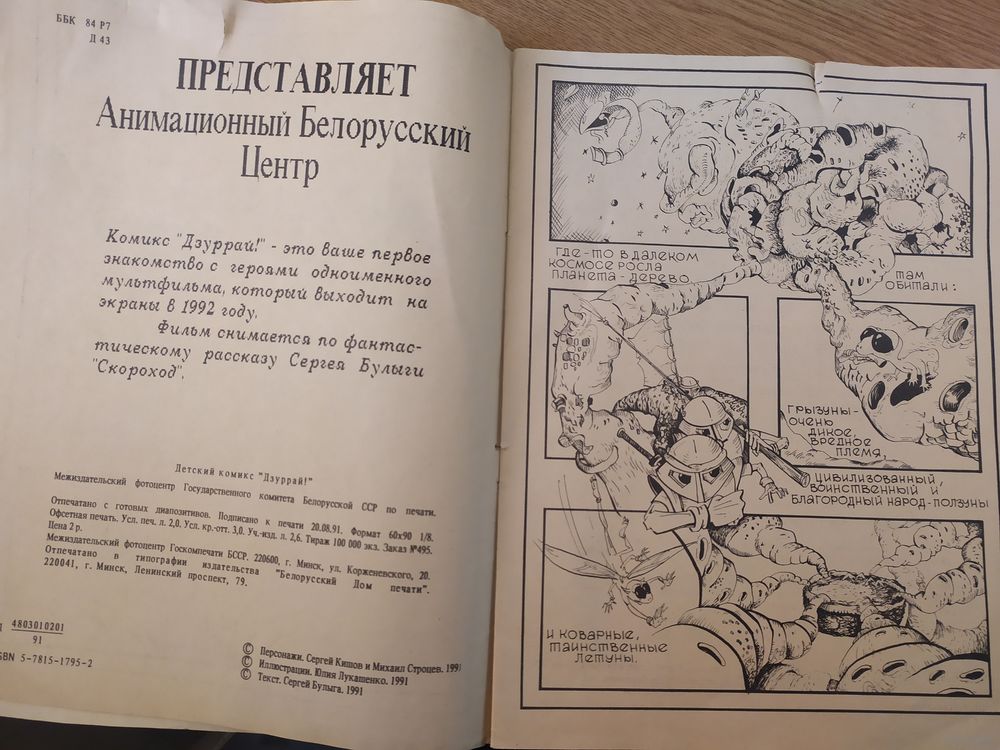 ББК 84 Р7
Д 43
ПРЕДСТАВЛЯЕТ
Анимационный Белорусский
Центр
Комикс "Дзуррай!" - это ваше первое
знакомство с героями одноименного
мультфильма, который выходит на
экраны в 1992 году.
Фильм снимается по фантас-
тическому рассказу Сергея Булыги
"Скороход".
Детский комикс "Дзуррай!"
Межиздательский фотоцентр Государственного комитета Белорусской ССР по печати.
Отпечатано с готовых диапозитивов. Подписано к печати 20.08.91. Формат 60х90 1/8.
Офсетная печать. Усл. печ. л. 2,0. Усл. кр.-отт. 3,0. Уч.-изд. л. 2,6. Тираж 100 000 экз. Заказ №495.
Цена 2 р.
Межиздательский фотоцентр Госкомпечати БССР. 220600, г. Минск, ул. Корженевского, 20.
Отпечатано в типографии издательства "Белорусский Дом печати".
220041, г. Минск, Ленинский проспект, 79.
4803010201
91
SBN 5-7815-1795-2
© Персонажи. Сергей Кишов и Михаил Строцев. 1991
© Иллюстрации. Юлия Лукашенко. 1991
© Текст. Сергей Булыга. 1991
где-то в далеком
космосе росла
планета-дерево.
там
обитали:
грызуны-
очень
дикое,
вредное
племя,
цивилизованный,
воинственный и
благородный народ-ползуны
и коварные,
таинственные
летуны.